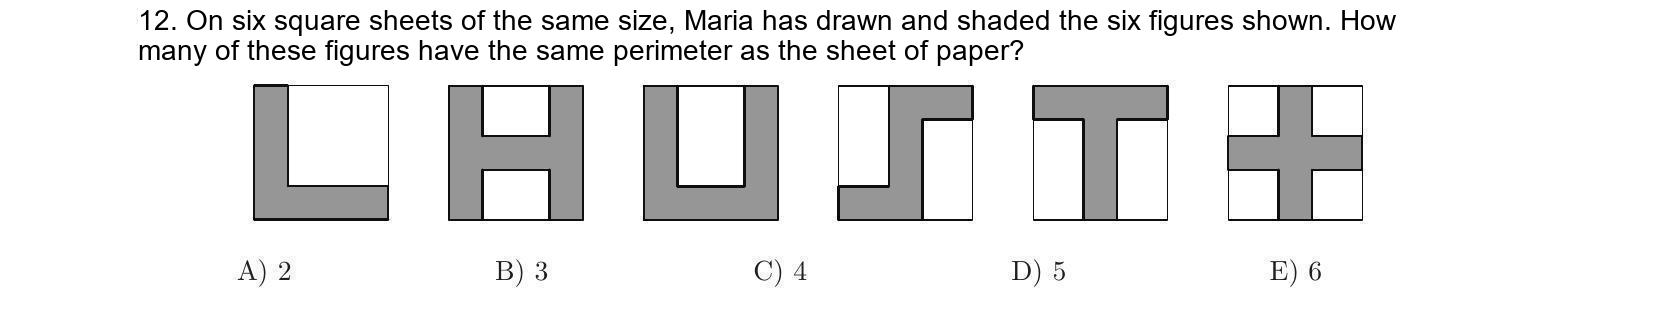 12. On six square sheets of the same size, Maria has drawn and shaded the six figures shown. How
many of these figures have the same perimeter as the sheet of paper?
A) 2 B) 3 C) 4 D) 5 E) 6